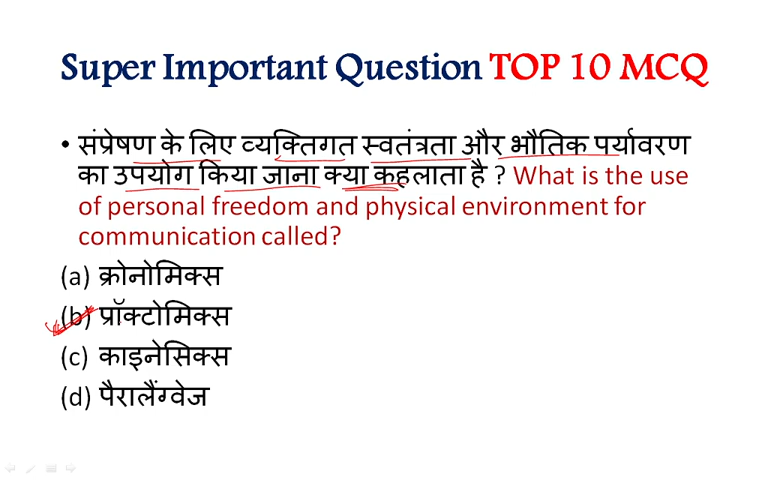 Super Important Question TOP 10 MCQ
• संप्रेषण के लिए व्यक्तिगत स्वतंत्रता और भौतिक पर्यावरण
का उपयोग किया जाना क्या कहलाता है ? What is the use
of personal freedom and physical environment for
communication called?
(a) क्रोनोमिक्स
(b) प्रॉक्टोमिक्स
(c) काइनेसिक्स
(d) पैरालैंग्वेज